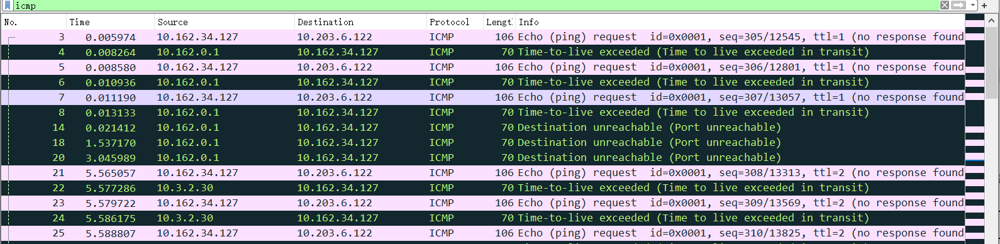 icmp
No. Time Source Destination Protocol Lengtl Info
3 0.005974 10.162.34.127 10.203.6.122 ICMP 106 Echo (ping) request id=0x0001, seq=305/12545, ttl=1 (no response found
4 0.008264 10.162.0.1 10.162.34.127 ICMP 70 Time-to-live exceeded (Time to live exceeded in transit)
5 0.008580 10.162.34.127 10.203.6.122 ICMP 106 Echo (ping) request id=0x0001, seq=306/12801, ttl=1 (no response found
6 0.010936 10.162.0.1 10.162.34.127 ICMP 70 Time-to-live exceeded (Time to live exceeded in transit)
7 0.011190 10.162.34.127 10.203.6.122 ICMP 106 Echo (ping) request id=0x0001, seq=307/13057, ttl=1 (no response found
8 0.013133 10.162.0.1 10.162.34.127 ICMP 70 Time-to-live exceeded (Time to live exceeded in transit)
14 0.021412 10.162.0.1 10.162.34.127 ICMP 70 Destination unreachable (Port unreachable)
18 1.537170 10.162.0.1 10.162.34.127 ICMP 70 Destination unreachable (Port unreachable)
20 3.045989 10.162.0.1 10.162.34.127 ICMP 70 Destination unreachable (Port unreachable)
21 5.565057 10.162.34.127 10.203.6.122 ICMP 106 Echo (ping) request id=0x0001, seq=308/13313, ttl=2 (no response found
22 5.577286 10.3.2.30 10.162.34.127 ICMP 70 Time-to-live exceeded (Time to live exceeded in transit)
23 5.579722 10.162.34.127 10.203.6.122 ICMP 106 Echo (ping) request id=0x0001, seq=309/13569, ttl=2 (no response found
24 5.586175 10.3.2.30 10.162.34.127 ICMP 70 Time-to-live exceeded (Time to live exceeded in transit)
25 5.588807 10.162.34.127 10.203.6.122 ICMP 106 Echo (ping) request id=0x0001, seq=310/13825, ttl=2 (no response found